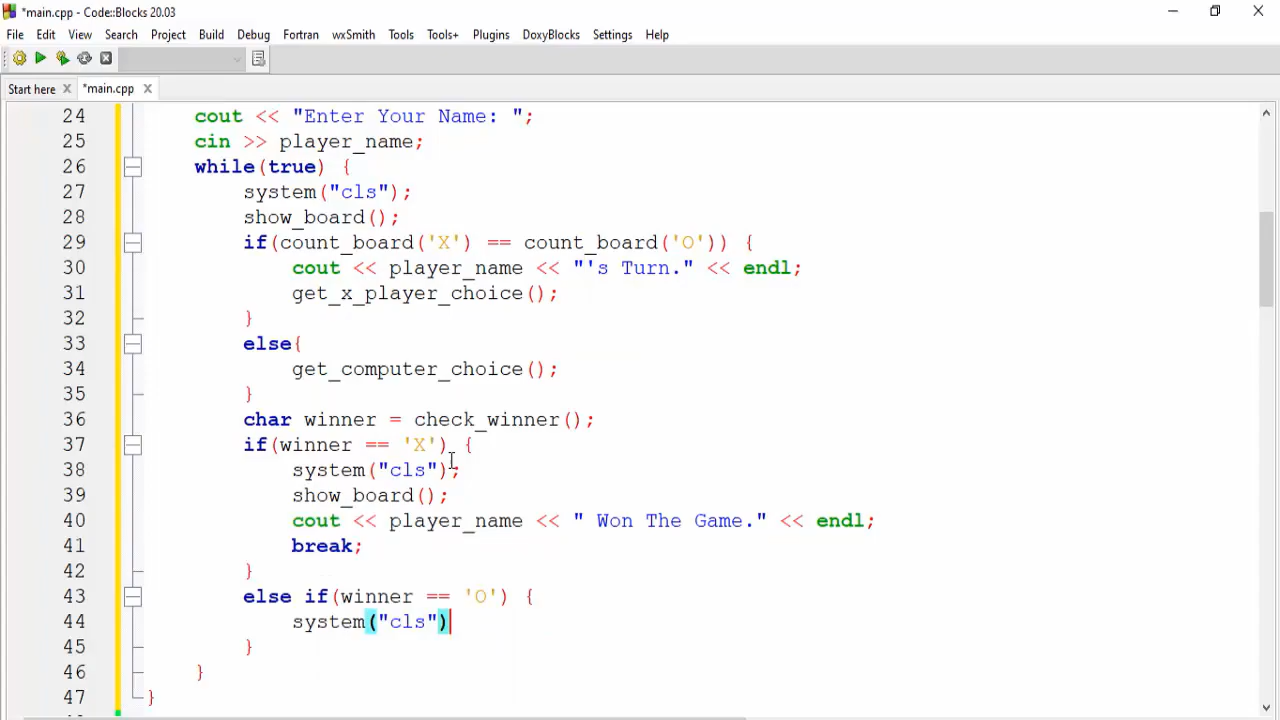 *main.cpp - Code::Blocks 20.03
File Edit View Search Project Build Debug Fortran wxSmith Tools Tools+ Plugins DoxyBlocks Settings Help
Start here *main.cpp
24 cout << "Enter Your Name: ";
25 cin >> player_name;
26 while(true) {
27 system("cls");
28 show_board();
29 if(count_board('X') == count_board('O')) {
30 cout << player_name << "'s Turn." << endl;
31 get_x_player_choice();
32 }
33 else{
34 get_computer_choice();
35 }
36 char winner = check_winner();
37 if(winner == 'X') {
38 system("cls");
39 show_board();
40 cout << player_name << " Won The Game." << endl;
41 break;
42 }
43 else if(winner == 'O') {
44 system("cls")
45 }
46 }
47 }